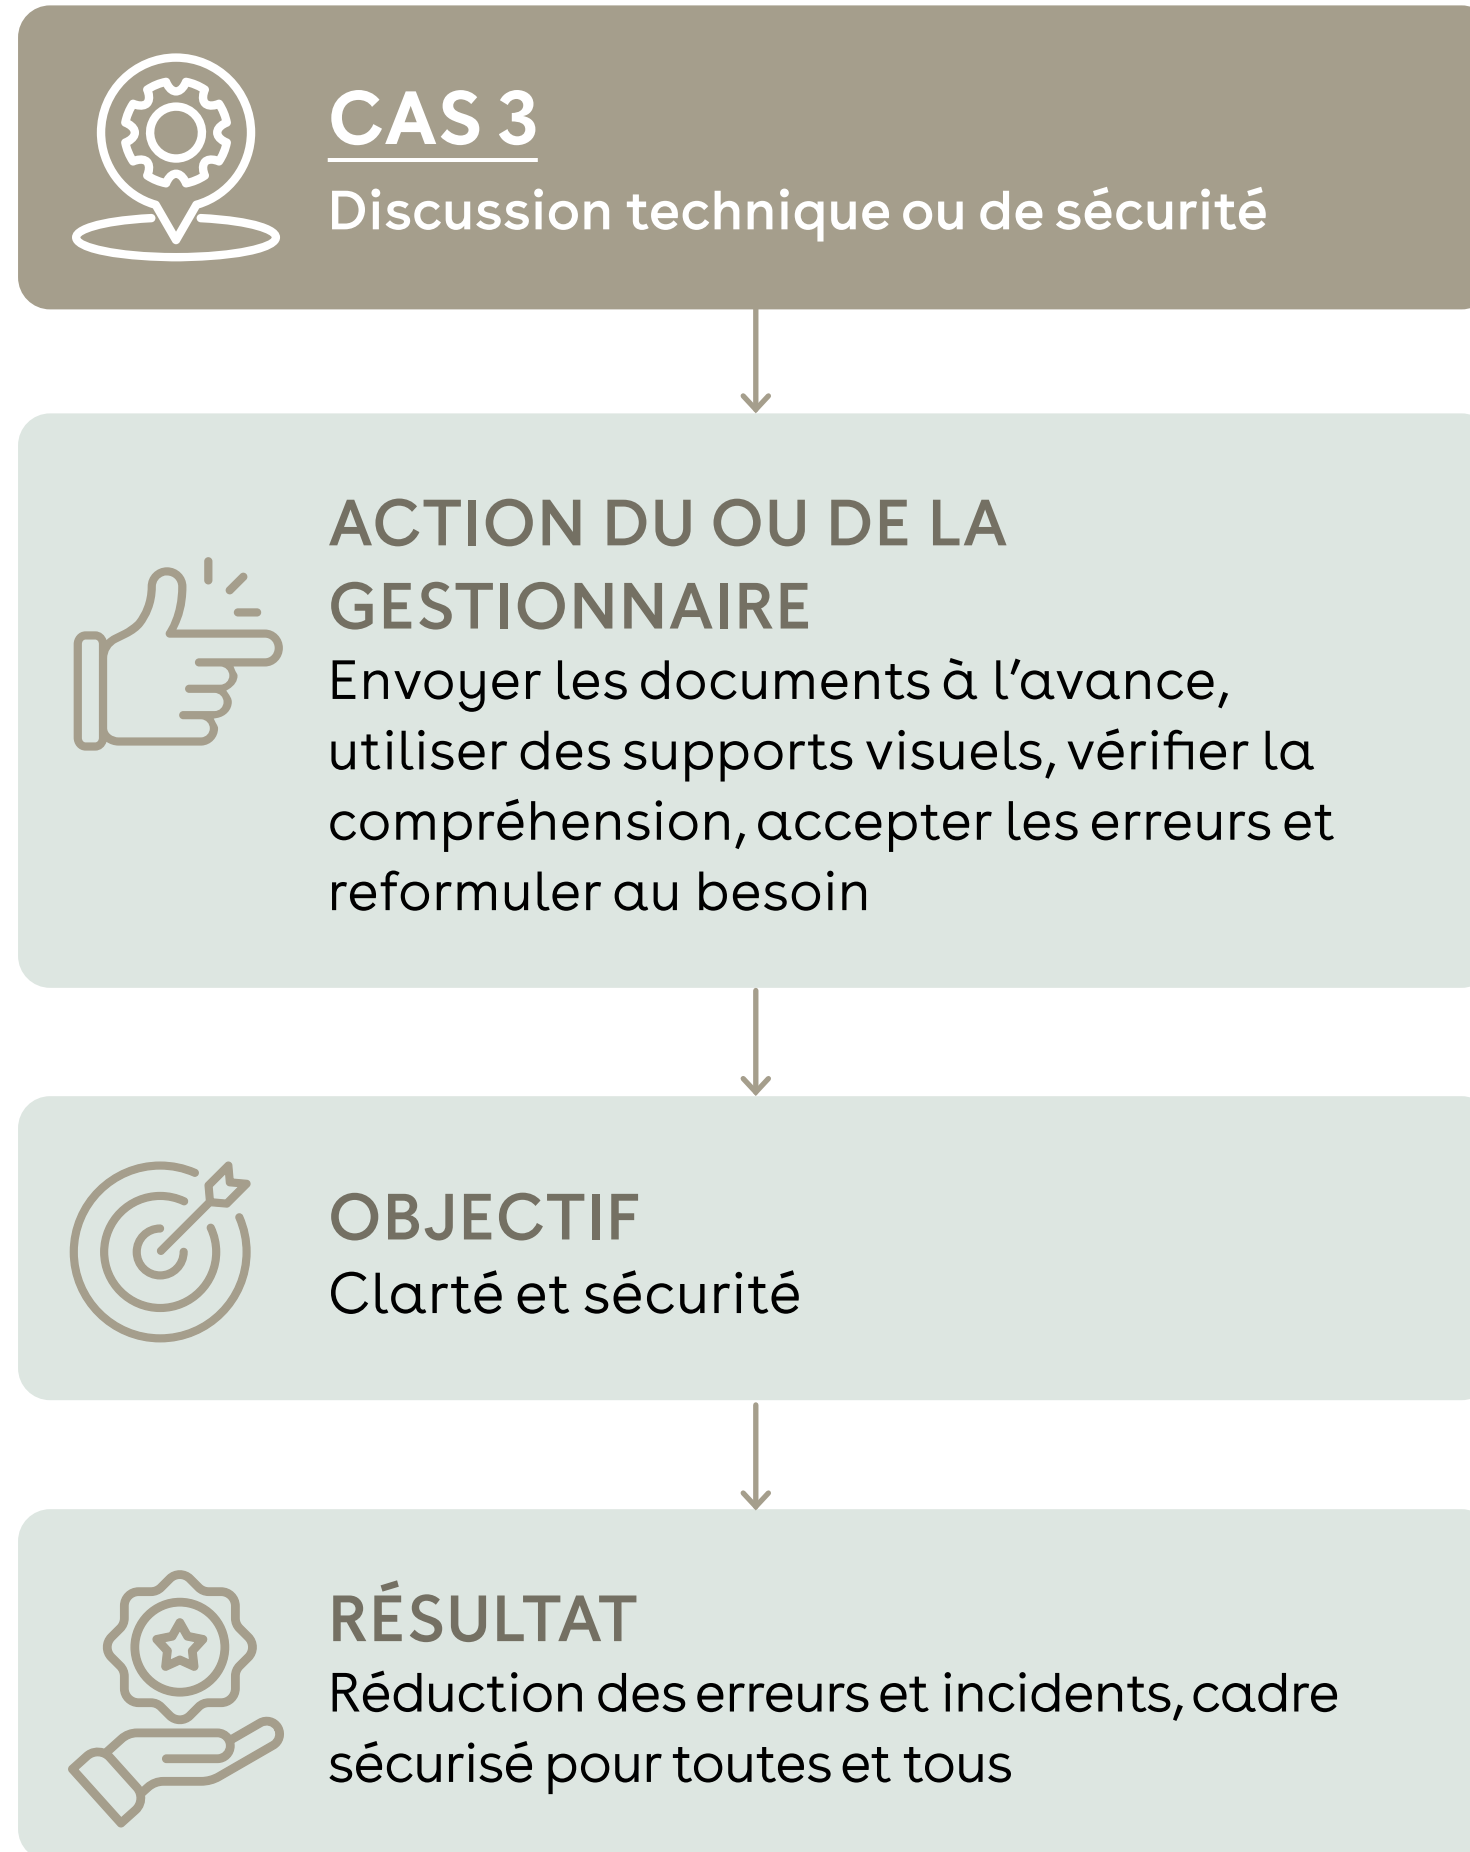 CAS 3
Discussion technique ou de sécurité
ACTION DU OU DE LA
GESTIONNAIRE
Envoyer les documents à l’avance,
utiliser des supports visuels, vérifier la
compréhension, accepter les erreurs et
reformuler au besoin
OBJECTIF
Clarté et sécurité
RÉSULTAT
Réduction des erreurs et incidents, cadre
sécurisé pour toutes et tous